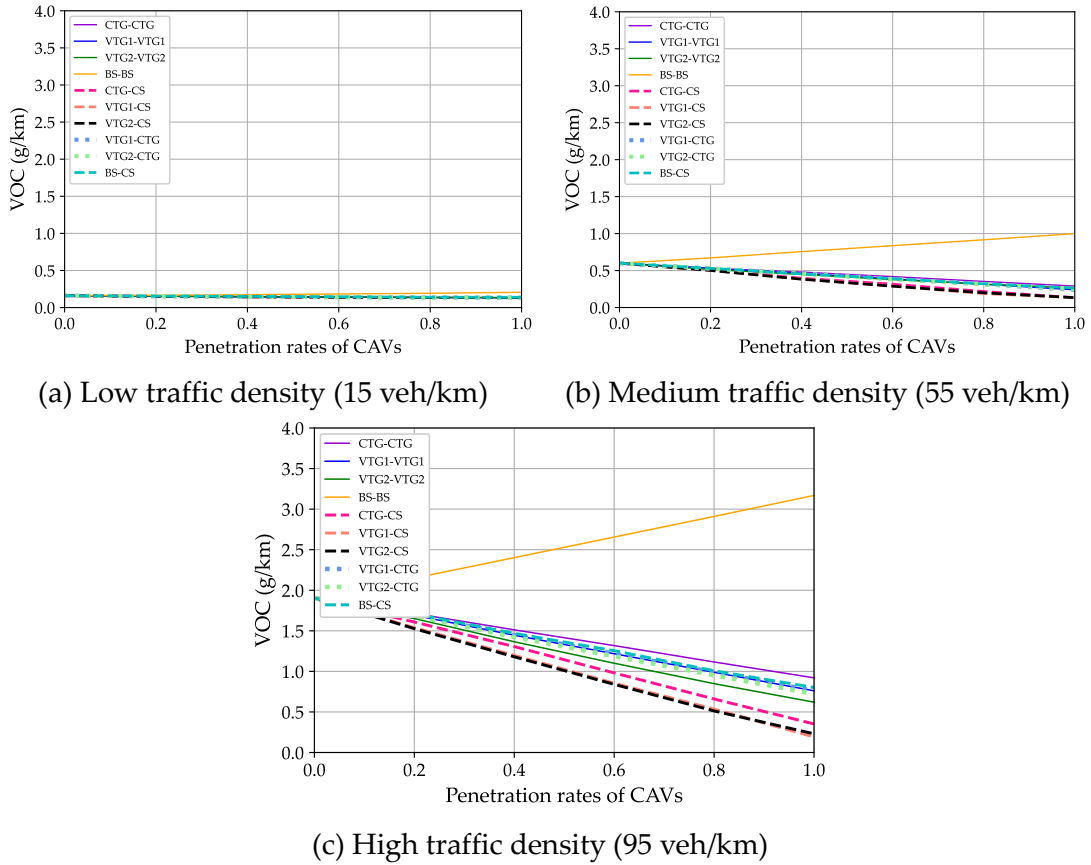 4.0
3.5
3.0
2.5
2.0
1.5
1.0
0.5
0.0
VOC (g/km)
CTG-CTG
VTG1-VTG1
VTG2-VTG2
BS-BS
CTG-CS
VTG1-CS
VTG2-CS
VTG1-CTG
VTG2-CTG
BS-CS
0.0 0.2 0.4 0.6 0.8 1.0
Penetration rates of CAVs
(a) Low traffic density (15 veh/km)
4.0
3.5
3.0
2.5
2.0
1.5
1.0
0.5
0.0
VOC (g/km)
CTG-CTG
VTG1-VTG1
VTG2-VTG2
BS-BS
CTG-CS
VTG1-CS
VTG2-CS
VTG1-CTG
VTG2-CTG
BS-CS
0.0 0.2 0.4 0.6 0.8 1.0
Penetration rates of CAVs
(b) Medium traffic density (55 veh/km)
4.0
3.5
3.0
2.5
2.0
1.5
1.0
0.5
0.0
VOC (g/km)
CTG-CTG
VTG1-VTG1
VTG2-VTG2
BS-BS
CTG-CS
VTG1-CS
VTG2-CS
VTG1-CTG
VTG2-CTG
BS-CS
0.0 0.2 0.4 0.6 0.8 1.0
Penetration rates of CAVs
(c) High traffic density (95 veh/km)